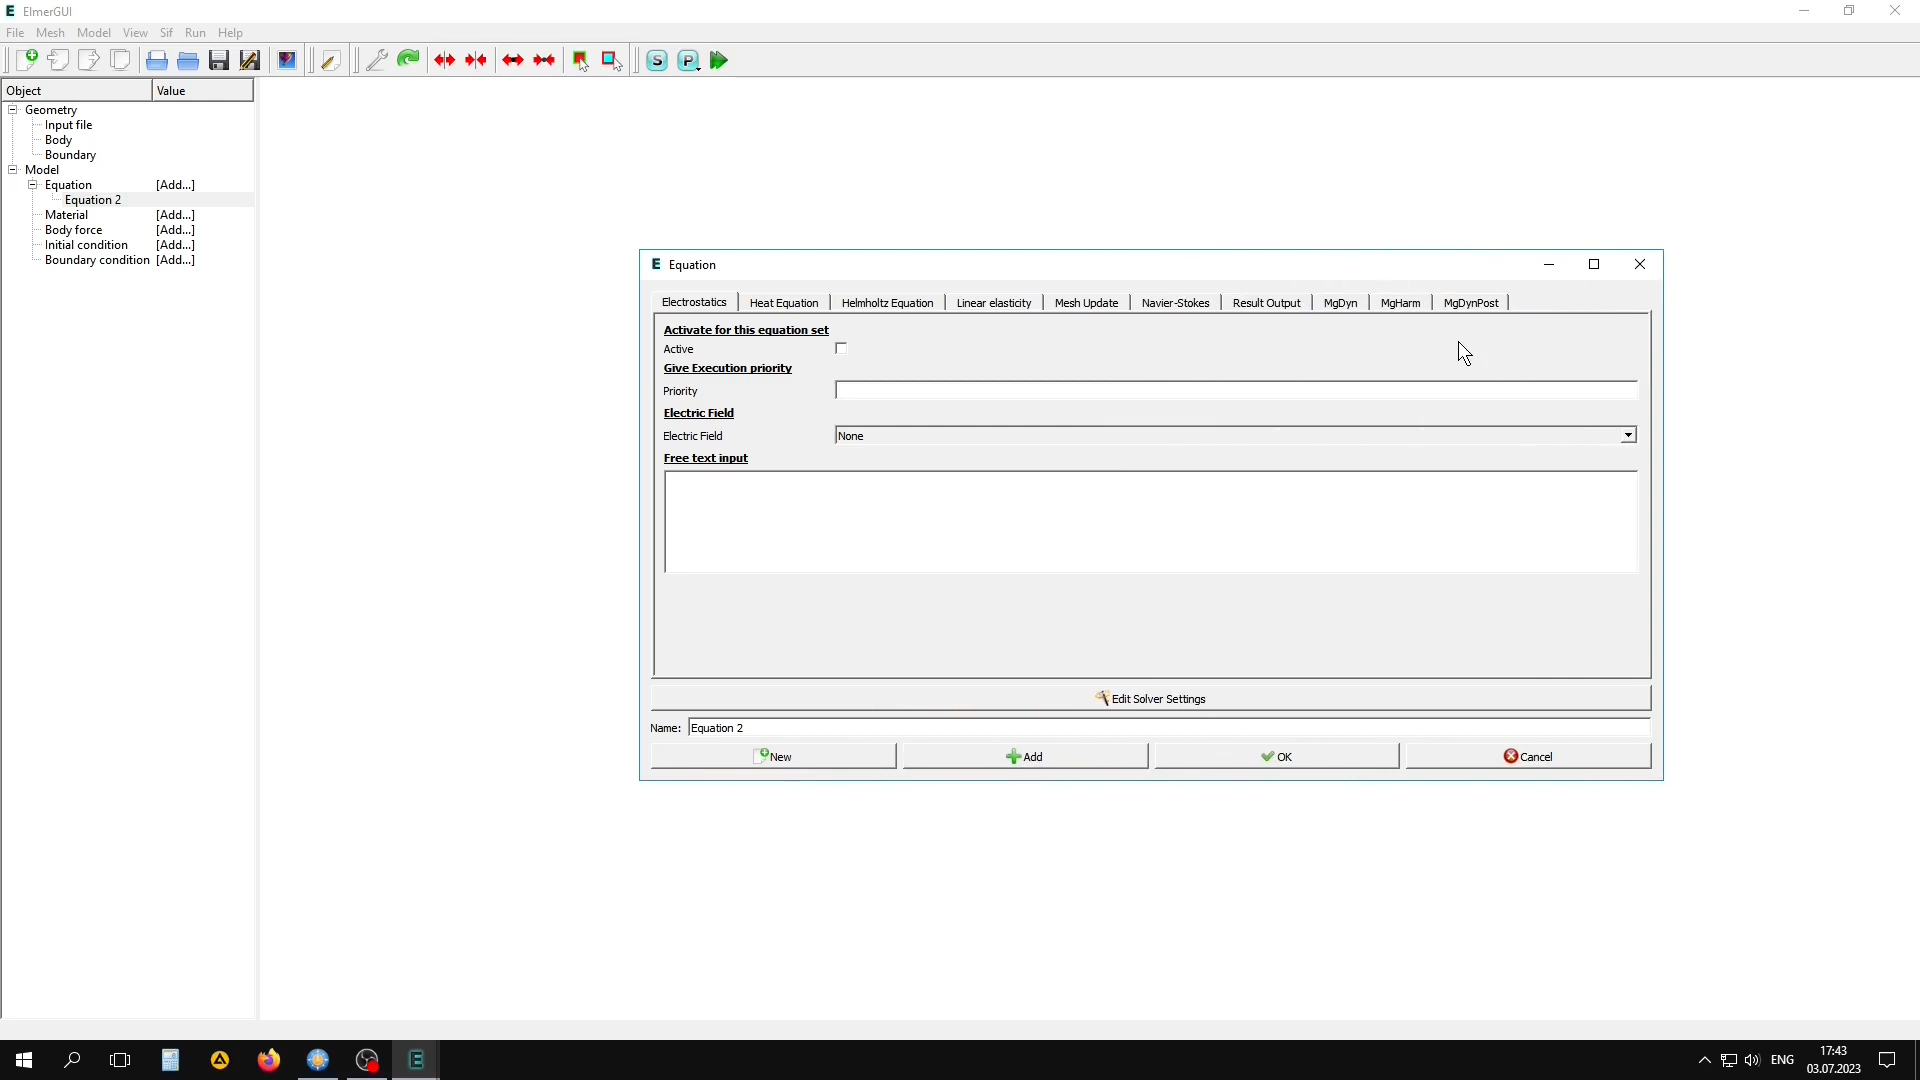 ElmerGUI
File Mesh Model View Sif Run Help
Object Value
Geometry
Input file
Body
Boundary
Model
Equation [Add...]
Equation 2
Material [Add...]
Body force [Add...]
Initial condition [Add...]
Boundary condition [Add...]
Equation
Electrostatics Heat Equation Helmholtz Equation Linear elasticity Mesh Update Navier-Stokes Result Output MgDyn MgHarm MgDynPost
Activate for this equation set
Active
Give Execution priority
Priority
Electric Field
Electric Field None
Free text input
Edit Solver Settings
Name: Equation 2
New Add OK Cancel
ENG 17:43
03.07.2023